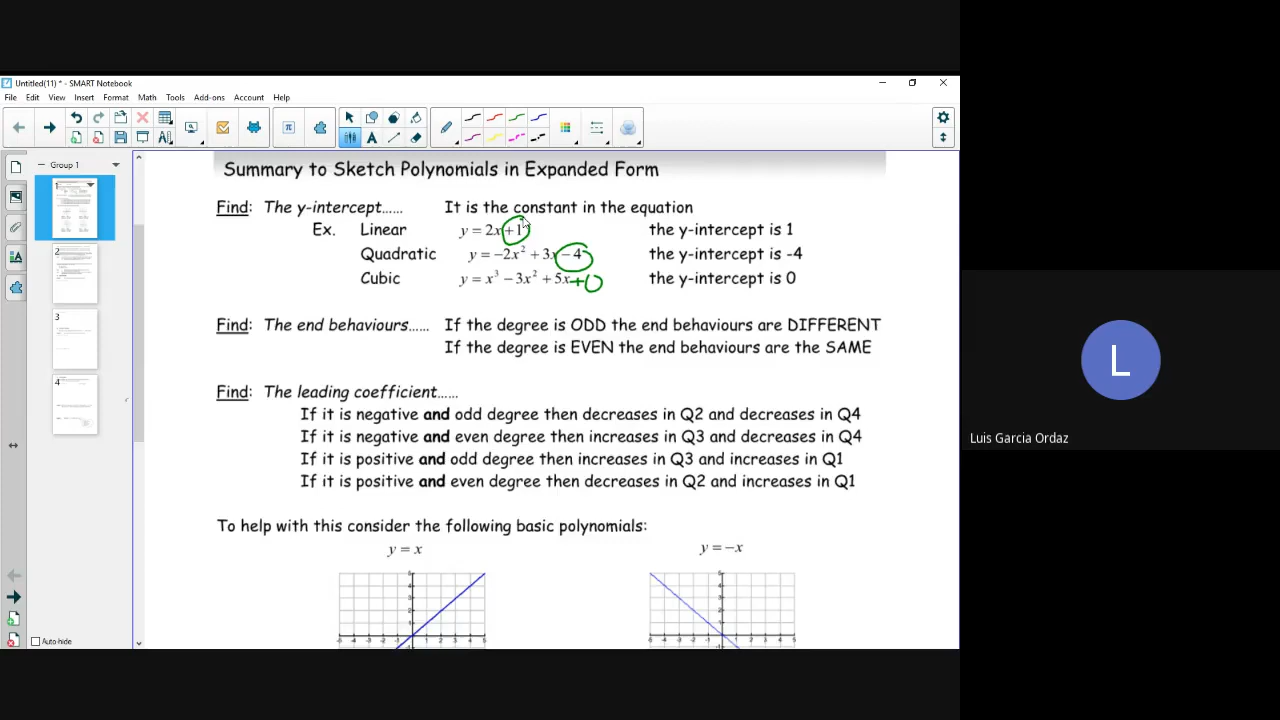 Untitled(11) * - SMART Notebook
File Edit View Insert Format Math Tools Add-ons Account Help
Group 1
Summary to Sketch Polynomials in Expanded Form
Find: The y-intercept...... It is the constant in the equation
Ex. Linear y = 2x + 1 the y-intercept is 1
Quadratic y = −2x² + 3x − 4 the y-intercept is -4
Cubic y = x³ − 3x² + 5x +0 the y-intercept is 0
Find: The end behaviours...... If the degree is ODD the end behaviours are DIFFERENT
If the degree is EVEN the end behaviours are the SAME
Find: The leading coefficient......
If it is negative and odd degree then decreases in Q2 and decreases in Q4
If it is negative and even degree then increases in Q3 and decreases in Q4
If it is positive and odd degree then increases in Q3 and increases in Q1
If it is positive and even degree then decreases in Q2 and increases in Q1
To help with this consider the following basic polynomials:
y = x y = −x
2
3
4
Auto-hide
L
Luis Garcia Ordaz